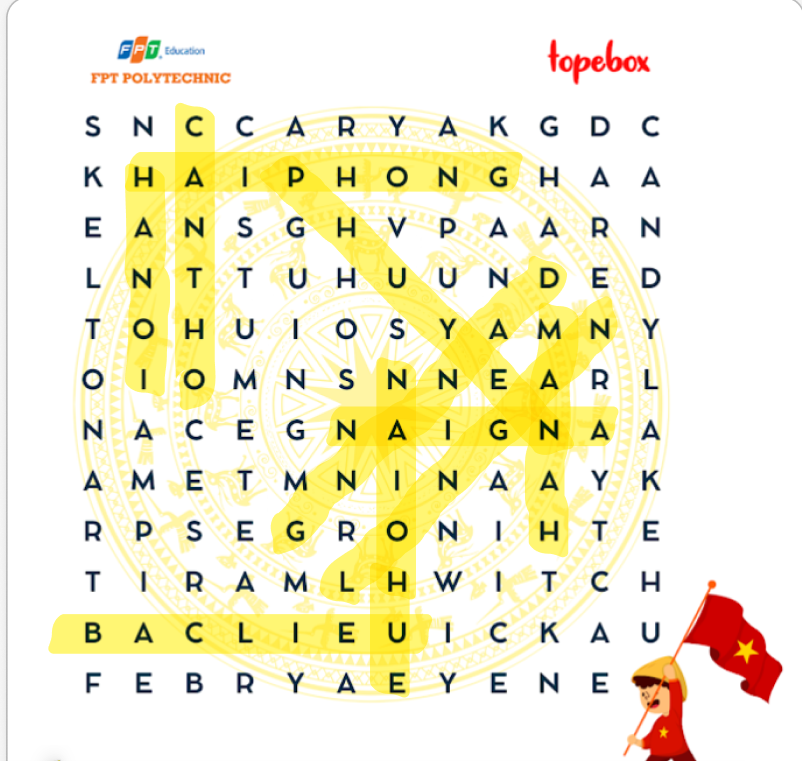 FPT Education
FPT POLYTECHNIC
topebox
S N C C A R Y A K G D C
K H A I P H O N G H A A
E A N S G H V P A A R N
L N T T U H U U N D E D
T O H U I O S Y A M N Y
O I O M N S N N E A R L
N A C E G N A I G N A A
A M E T M N I N A A Y K
R P S E G R O N I H T E
T I R A M L H W I T C H
B A C L I E U I C K A U
F E B R Y A E Y E N E